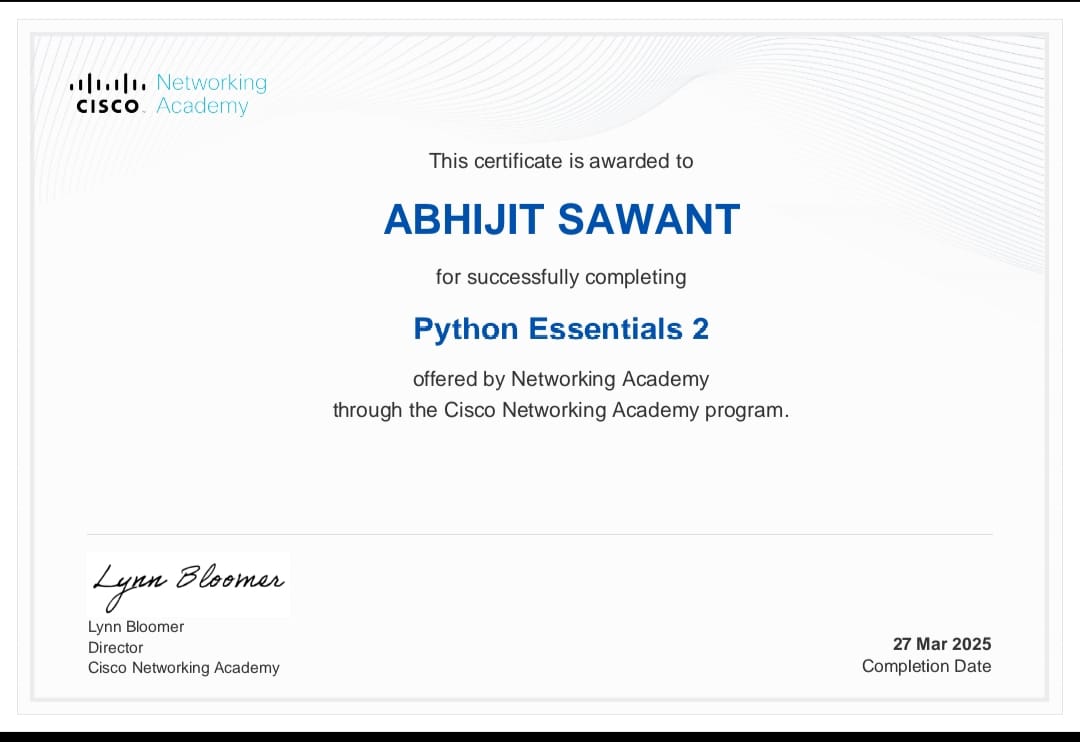 Networking
CISCO Academy
This certificate is awarded to
ABHIJIT SAWANT
for successfully completing
Python Essentials 2
offered by Networking Academy
through the Cisco Networking Academy program.
Lynn Bloomer
Lynn Bloomer
Director
Cisco Networking Academy
27 Mar 2025
Completion Date